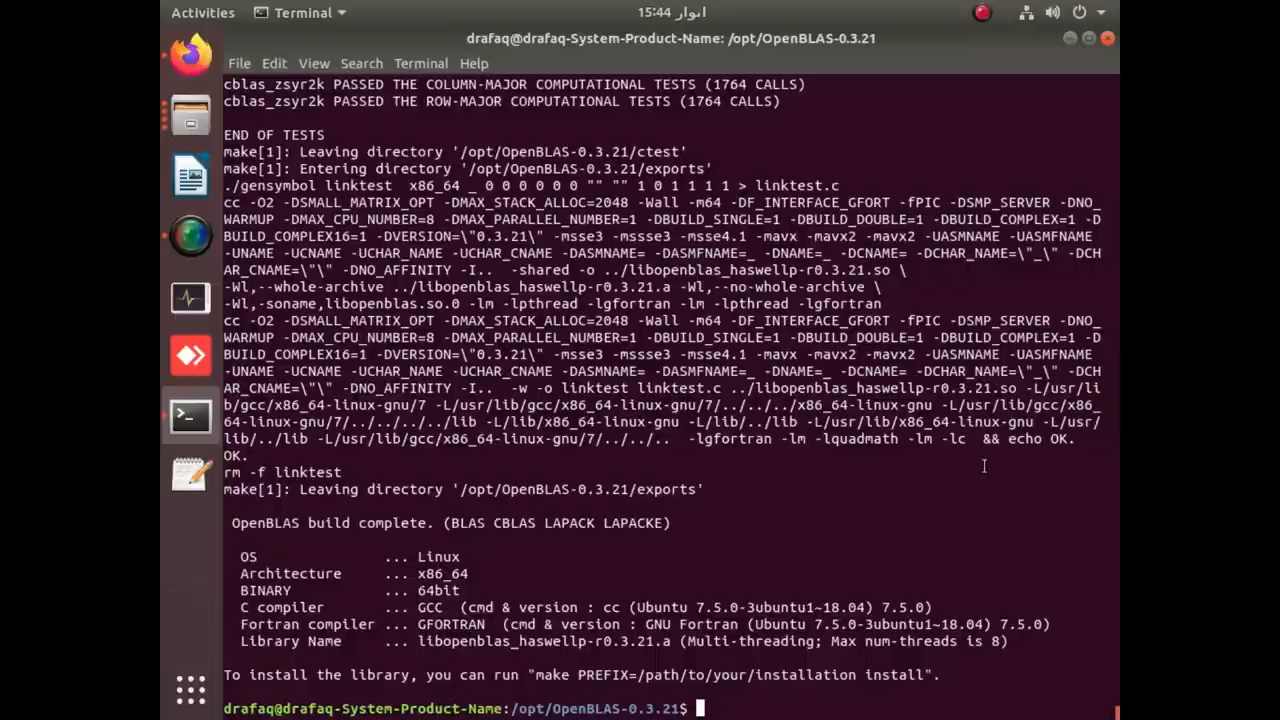 Activities Terminal اتوار 15:44
drafaq@drafaq-System-Product-Name: /opt/OpenBLAS-0.3.21
File Edit View Search Terminal Help
cblas_zsyr2k PASSED THE COLUMN-MAJOR COMPUTATIONAL TESTS (1764 CALLS)
cblas_zsyr2k PASSED THE ROW-MAJOR COMPUTATIONAL TESTS (1764 CALLS)
END OF TESTS
make[1]: Leaving directory '/opt/OpenBLAS-0.3.21/ctest'
make[1]: Entering directory '/opt/OpenBLAS-0.3.21/exports'
./gensymbol linktest  x86_64 _ 0 0 0 0 0 0 "" "" 1 0 1 1 1 1 > linktest.c
cc -O2 -DSMALL_MATRIX_OPT -DMAX_STACK_ALLOC=2048 -Wall -m64 -DF_INTERFACE_GFORT -fPIC -DSMP_SERVER -DNO_
WARMUP -DMAX_CPU_NUMBER=8 -DMAX_PARALLEL_NUMBER=1 -DBUILD_SINGLE=1 -DBUILD_DOUBLE=1 -DBUILD_COMPLEX=1 -D
BUILD_COMPLEX16=1 -DVERSION=\"0.3.21\" -msse3 -mssse3 -msse4.1 -mavx -mavx2 -mavx2 -UASMNAME -UASMFNAME
-UNAME -UCNAME -UCHAR_NAME -UCHAR_CNAME -DASMNAME= -DASMFNAME=_ -DNAME=_ -DCNAME= -DCHAR_NAME=\"_\" -DCH
AR_CNAME=\"\" -DNO_AFFINITY -I..  -shared -o ../libopenblas_haswellp-r0.3.21.so \
-Wl,--whole-archive ../libopenblas_haswellp-r0.3.21.a -Wl,--no-whole-archive \
-Wl,-soname,libopenblas.so.0 -lm -lpthread -lgfortran -lm -lpthread -lgfortran
cc -O2 -DSMALL_MATRIX_OPT -DMAX_STACK_ALLOC=2048 -Wall -m64 -DF_INTERFACE_GFORT -fPIC -DSMP_SERVER -DNO_
WARMUP -DMAX_CPU_NUMBER=8 -DMAX_PARALLEL_NUMBER=1 -DBUILD_SINGLE=1 -DBUILD_DOUBLE=1 -DBUILD_COMPLEX=1 -D
BUILD_COMPLEX16=1 -DVERSION=\"0.3.21\" -msse3 -mssse3 -msse4.1 -mavx -mavx2 -mavx2 -UASMNAME -UASMFNAME
-UNAME -UCNAME -UCHAR_NAME -UCHAR_CNAME -DASMNAME= -DASMFNAME=_ -DNAME=_ -DCNAME= -DCHAR_NAME=\"_\" -DCH
AR_CNAME=\"\" -DNO_AFFINITY -I..  -w -o linktest linktest.c ../libopenblas_haswellp-r0.3.21.so -L/usr/li
b/gcc/x86_64-linux-gnu/7 -L/usr/lib/gcc/x86_64-linux-gnu/7/../../../x86_64-linux-gnu -L/usr/lib/gcc/x86_
64-linux-gnu/7/../../../../lib -L/lib/x86_64-linux-gnu -L/lib/../lib -L/usr/lib/x86_64-linux-gnu -L/usr/
lib/../lib -L/usr/lib/gcc/x86_64-linux-gnu/7/../../..  -lgfortran -lm -lquadmath -lm -lc  && echo OK.
OK.
rm -f linktest
make[1]: Leaving directory '/opt/OpenBLAS-0.3.21/exports'
OpenBLAS build complete. (BLAS CBLAS LAPACK LAPACKE)
OS ... Linux
Architecture ... x86_64
BINARY ... 64bit
C compiler ... GCC  (cmd & version : cc (Ubuntu 7.5.0-3ubuntu1~18.04) 7.5.0)
Fortran compiler ... GFORTRAN  (cmd & version : GNU Fortran (Ubuntu 7.5.0-3ubuntu1~18.04) 7.5.0)
Library Name ... libopenblas_haswellp-r0.3.21.a (Multi-threading; Max num-threads is 8)
To install the library, you can run "make PREFIX=/path/to/your/installation install".
drafaq@drafaq-System-Product-Name:/opt/OpenBLAS-0.3.21$